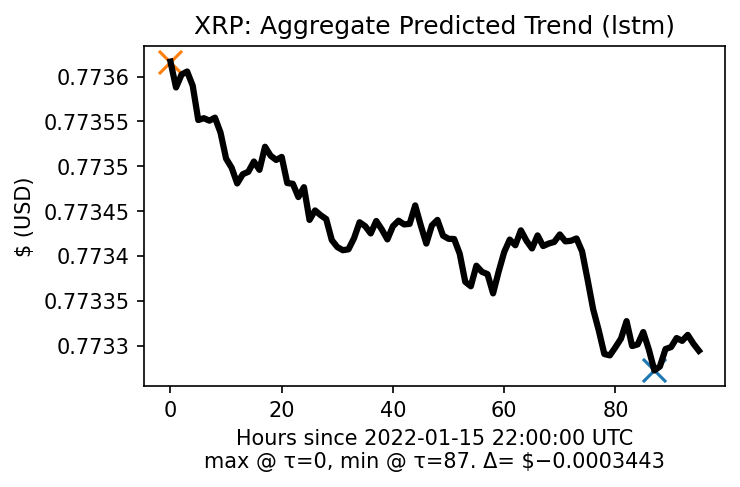 XRP: Aggregate Predicted Trend (lstm)
0.7736
0.77355
0.7735
0.77345
0.7734
0.77335
0.7733
$ (USD)
0 20 40 60 80
Hours since 2022-01-15 22:00:00 UTC
max @ τ=0, min @ τ=87. Δ= $−0.0003443